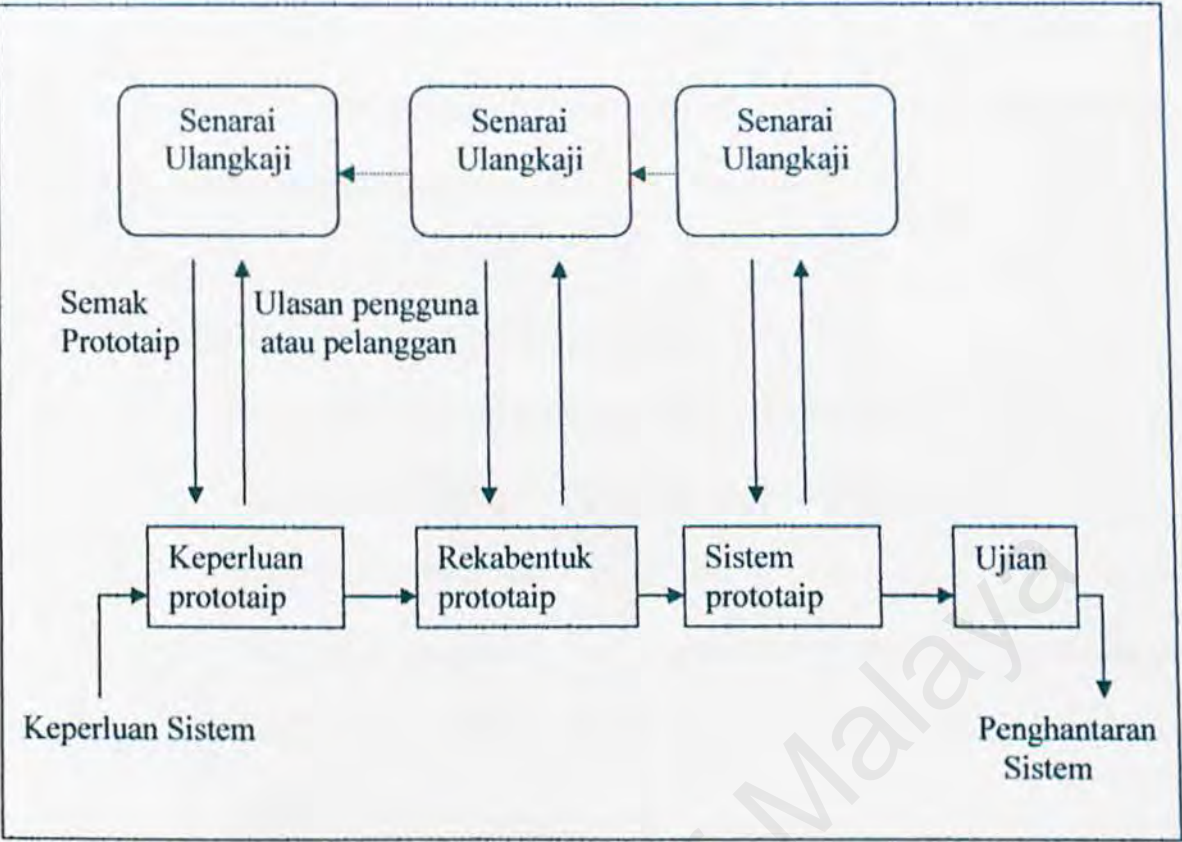 Senarai
Ulangkaji
Senarai
Ulangkaji
Senarai
Ulangkaji
Semak
Prototaip
Ulasan pengguna
atau pelanggan
Keperluan
prototaip
Rekabentuk
prototaip
Sistem
prototaip
Ujian
Keperluan Sistem
Penghantaran
Sistem
Malaya